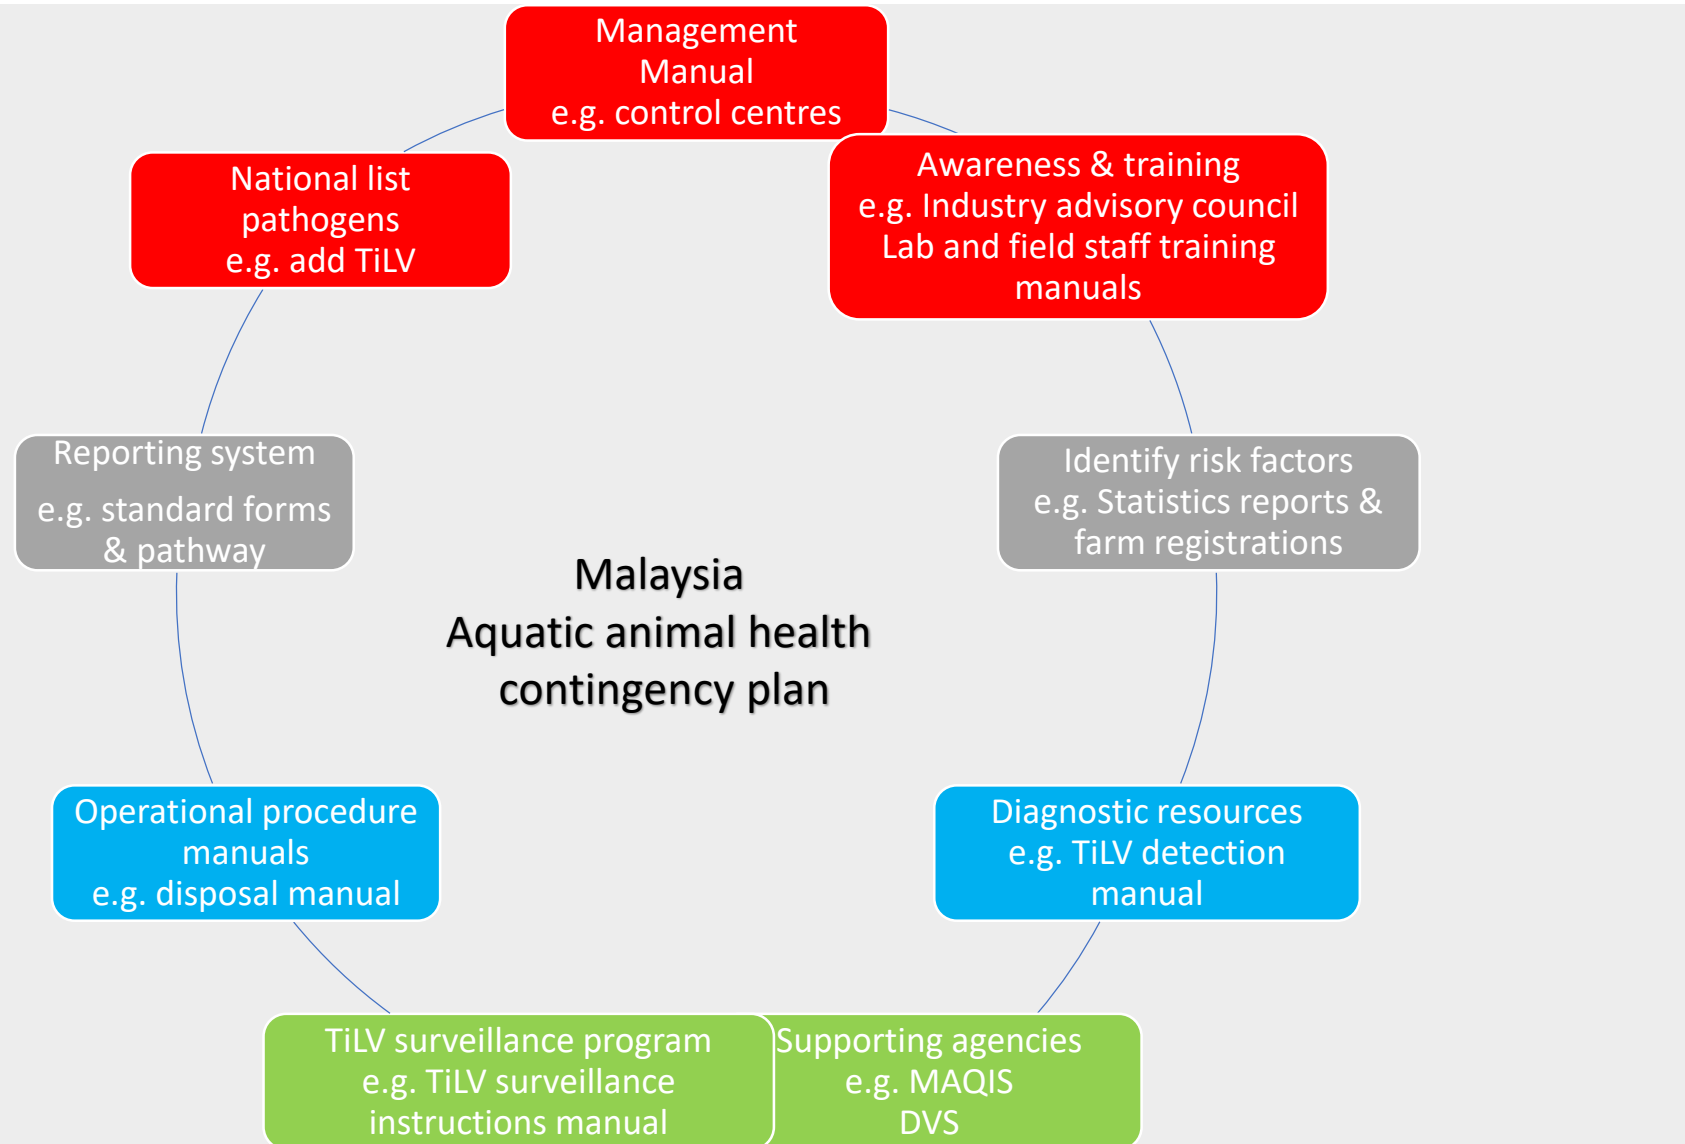 Management
Manual
e.g. control centres
Awareness & training
e.g. Industry advisory council
Lab and field staff training
manuals
National list
pathogens
e.g. add TiLV
Reporting system
e.g. standard forms
& pathway
Identify risk factors
e.g. Statistics reports &
farm registrations
Malaysia
Aquatic animal health
contingency plan
Operational procedure
manuals
e.g. disposal manual
Diagnostic resources
e.g. TiLV detection
manual
TiLV surveillance program
e.g. TiLV surveillance
instructions manual
Supporting agencies
e.g. MAQIS
DVS